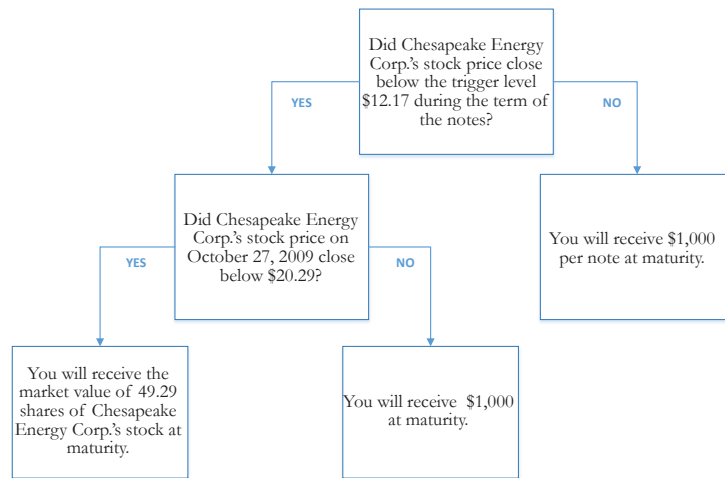 Did Chesapeake Energy
Corp.'s stock price close
below the trigger level
$12.17 during the term of
the notes?
YES
NO
Did Chesapeake Energy
Corp.'s stock price on
October 27, 2009 close
below $20.29?
You will receive $1,000
per note at maturity.
YES
NO
You will receive the
market value of 49.29
shares of Chesapeake
Energy Corp.'s stock at
maturity.
You will receive $1,000
at maturity.